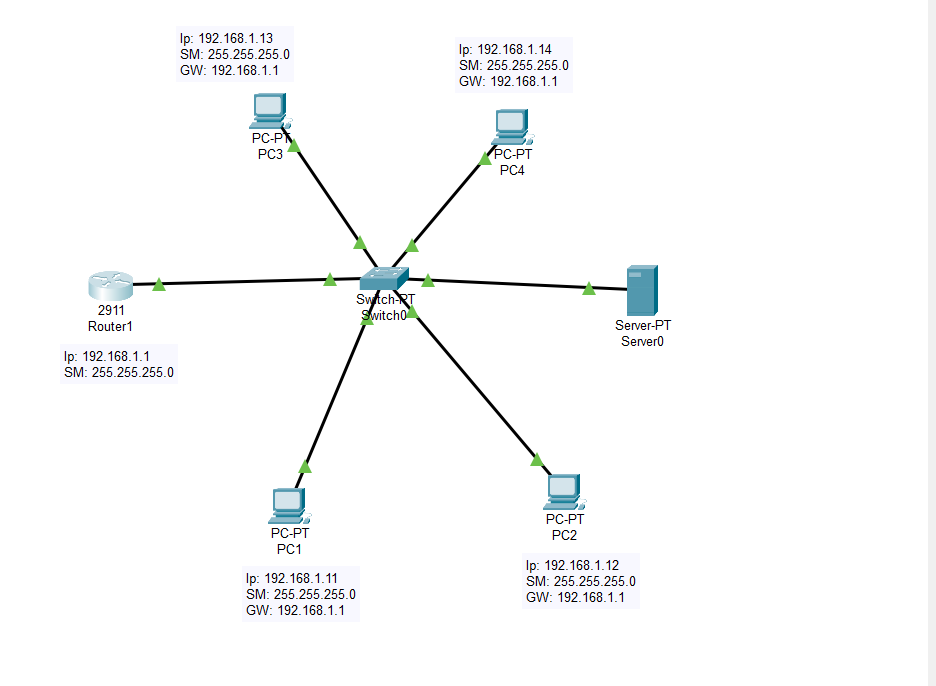 Ip: 192.168.1.13
SM: 255.255.255.0
GW: 192.168.1.1
PC-PT
PC3
Ip: 192.168.1.14
SM: 255.255.255.0
GW: 192.168.1.1
PC-PT
PC4
2911
Router1
Ip: 192.168.1.1
SM: 255.255.255.0
Switch-PT
Switch0
Server-PT
Server0
PC-PT
PC1
Ip: 192.168.1.11
SM: 255.255.255.0
GW: 192.168.1.1
PC-PT
PC2
Ip: 192.168.1.12
SM: 255.255.255.0
GW: 192.168.1.1